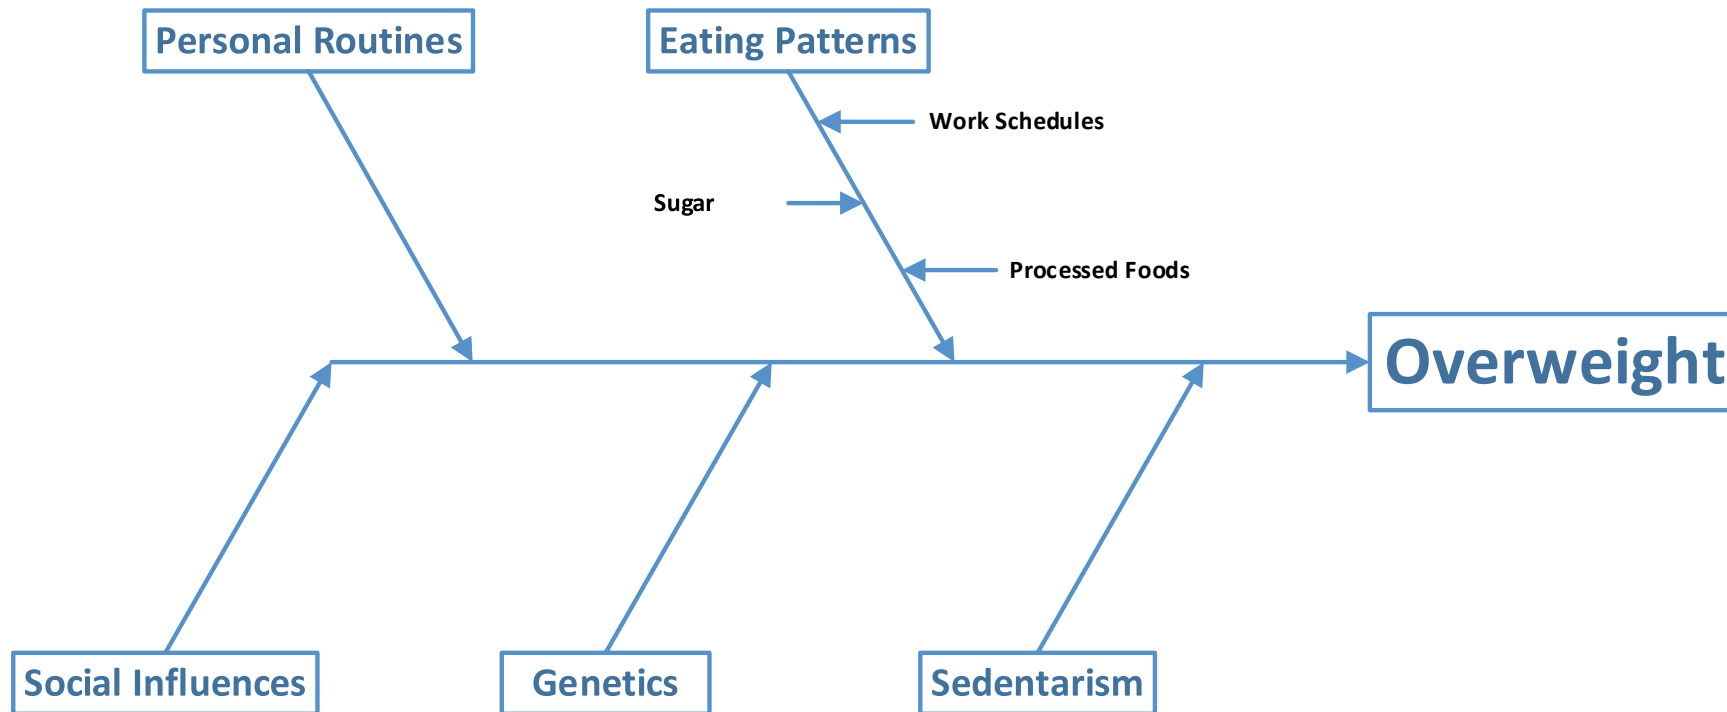 Personal Routines
Eating Patterns
Work Schedules
Sugar
Processed Foods
Overweight
Social Influences
Genetics
Sedentarism